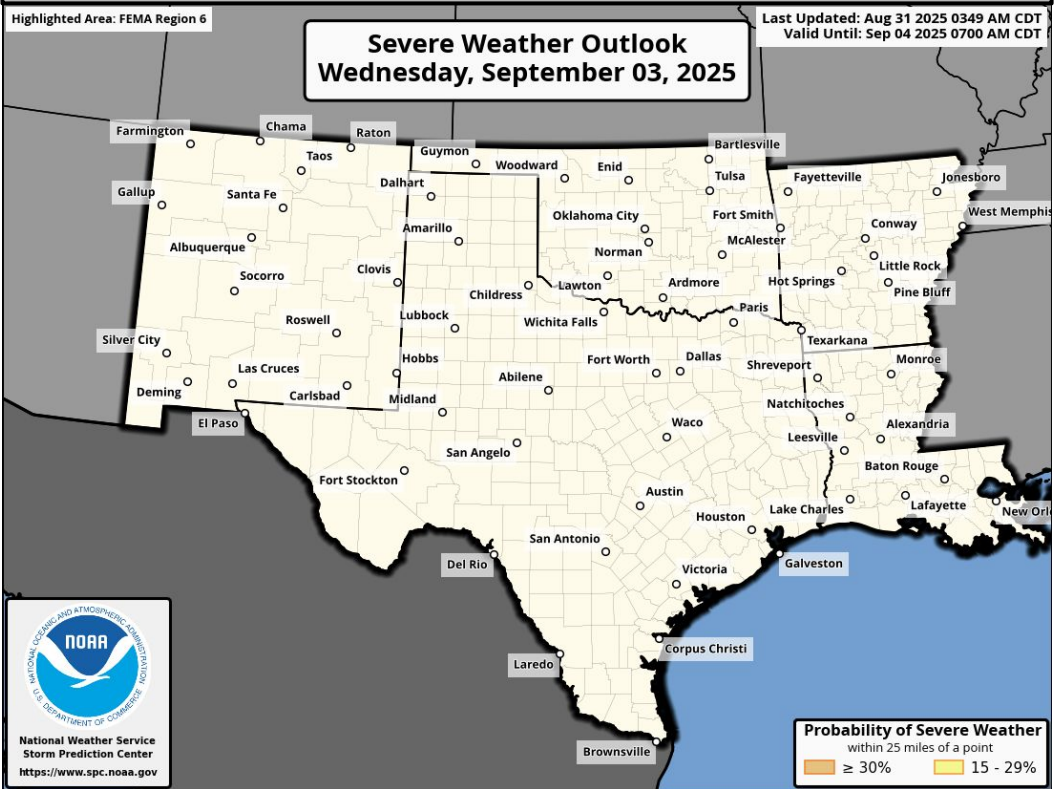 Highlighted Area: FEMA Region 6
Last Updated: Aug 31 2025 0349 AM CDT
Valid Until: Sep 04 2025 0700 AM CDT
Severe Weather Outlook
Wednesday, September 03, 2025
Farmington
Chama
Raton
Taos
Guymon
Woodward
Enid
Bartlesville
Tulsa
Fayetteville
Jonesboro
Gallup
Santa Fe
Dalhart
Amarillo
Oklahoma City
Fort Smith
West Memphis
Albuquerque
Norman
McAlester
Conway
Socorro
Clovis
Childress
Lawton
Ardmore
Hot Springs
Little Rock
Pine Bluff
Roswell
Lubbock
Wichita Falls
Paris
Texarkana
Silver City
Hobbs
Fort Worth
Dallas
Shreveport
Monroe
Deming
Las Cruces
Carlsbad
Midland
Abilene
Natchitoches
El Paso
Waco
Leesville
Alexandria
San Angelo
Fort Stockton
Baton Rouge
Austin
Houston
Lake Charles
Lafayette
New Orl
San Antonio
Del Rio
Victoria
Galveston
Laredo
Corpus Christi
Brownsville
NATIONAL OCEANIC AND ATMOSPHERIC ADMINISTRATION
NOAA
U.S. DEPARTMENT OF COMMERCE
National Weather Service
Storm Prediction Center
https://www.spc.noaa.gov
Probability of Severe Weather
within 25 miles of a point
≥ 30%
15 - 29%